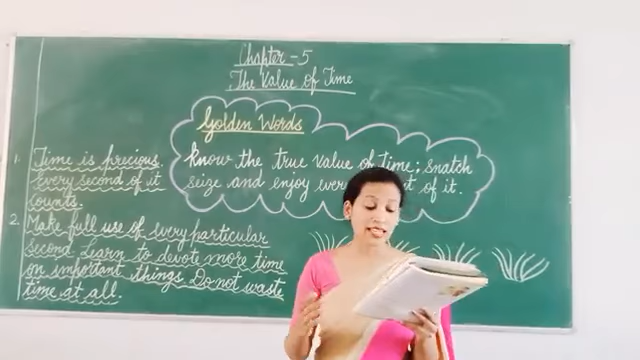 Chapter - 5
The Value of Time
Golden Words
Know the true value of Time; snatch
seize and enjoy every of it.
1. Time is precious.
Every second of it
counts.
2. Make full use of every particular
second. Learn to devote more time
on important things. Do not waste
time at all.